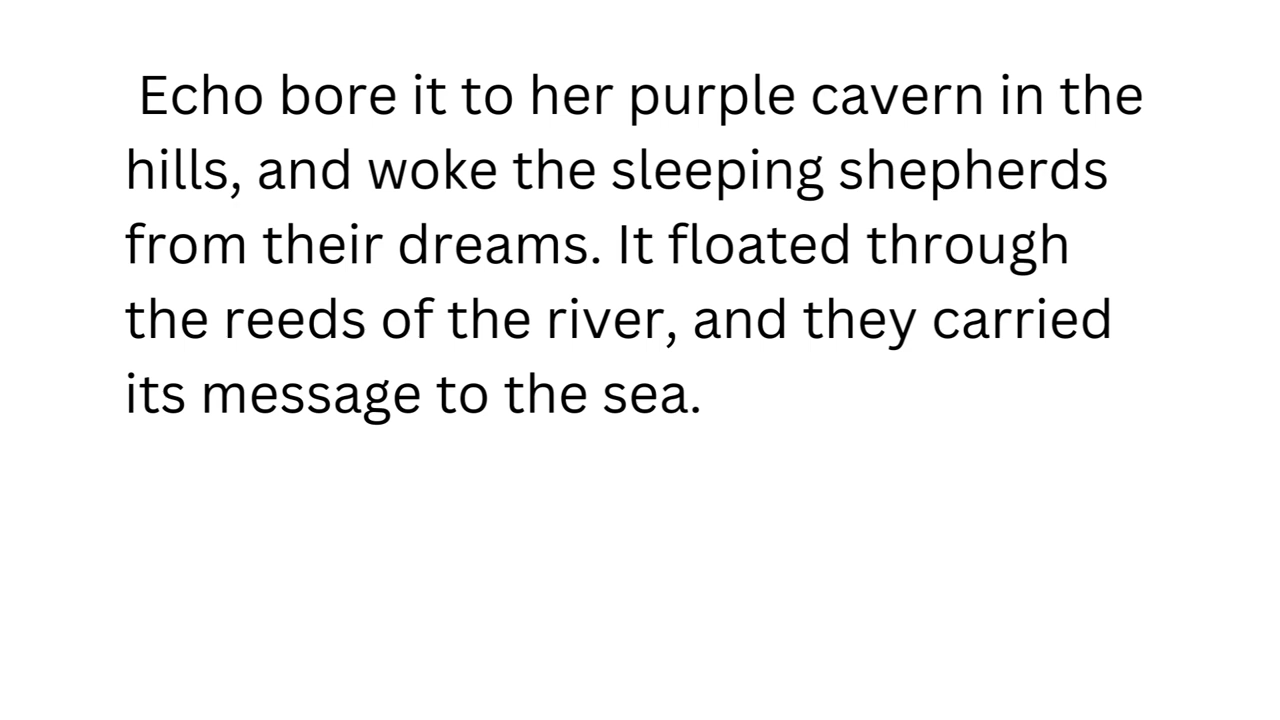 Echo bore it to her purple cavern in the
hills, and woke the sleeping shepherds
from their dreams. It floated through
the reeds of the river, and they carried
its message to the sea.